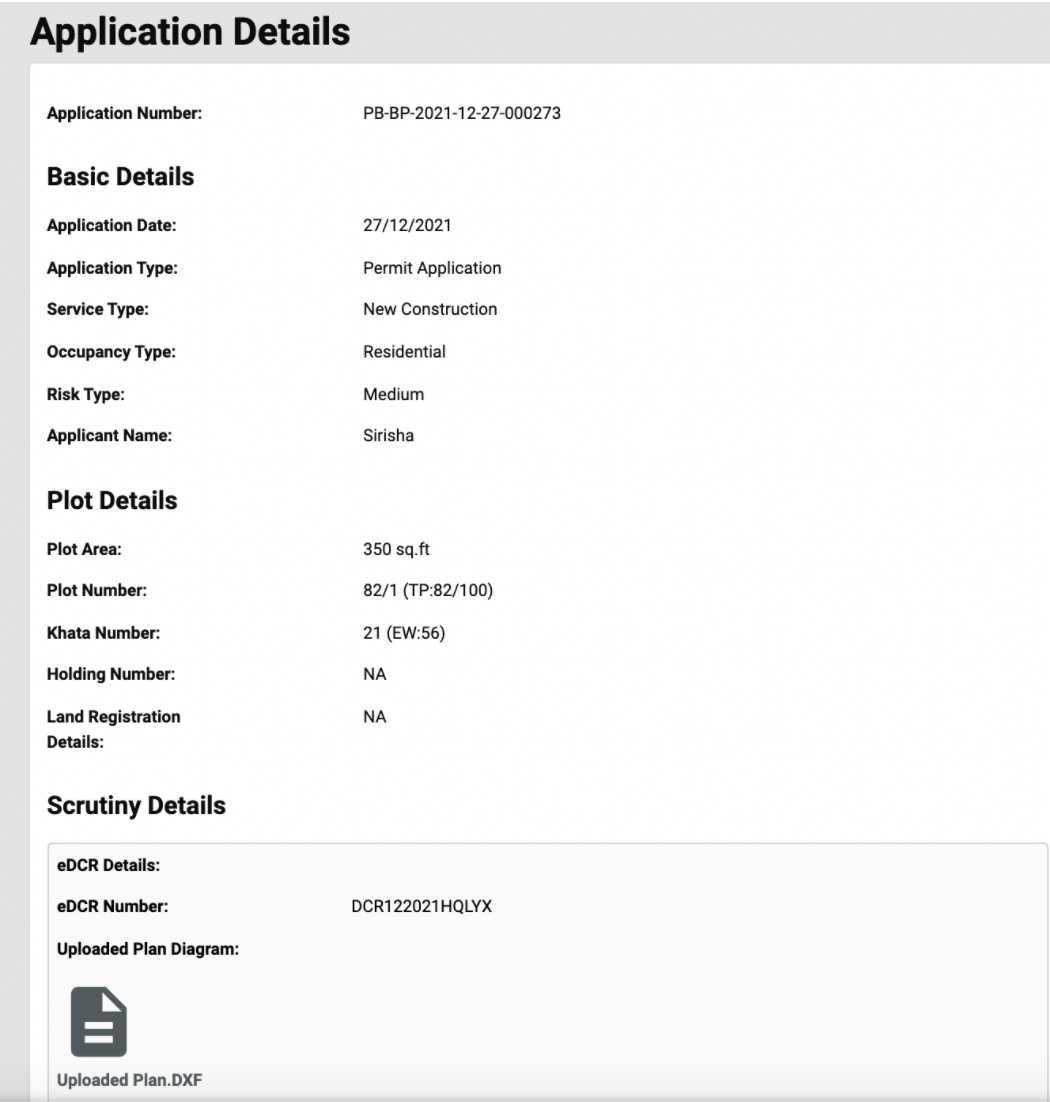 Application Details
Application Number: PB-BP-2021-12-27-000273
Basic Details
Application Date: 27/12/2021
Application Type: Permit Application
Service Type: New Construction
Occupancy Type: Residential
Risk Type: Medium
Applicant Name: Sirisha
Plot Details
Plot Area: 350 sq.ft
Plot Number: 82/1 (TP:82/100)
Khata Number: 21 (EW:56)
Holding Number: NA
Land Registration NA
Details:
Scrutiny Details
eDCR Details:
eDCR Number: DCR122021HQLYX
Uploaded Plan Diagram:
Uploaded Plan.DXF